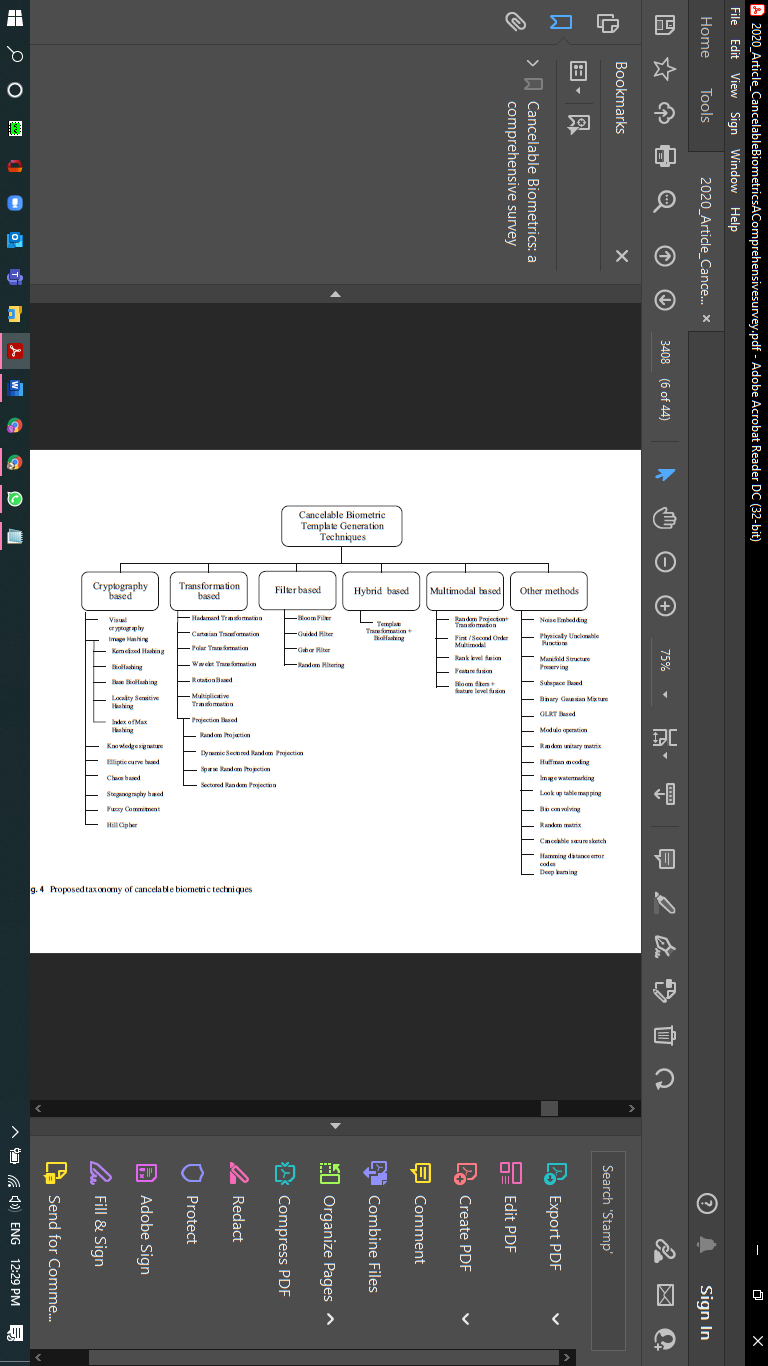 2020_Article_CancelableBiometricsAComprehensivesurvey.pdf - Adobe Acrobat Reader DC (32-bit)
File Edit View Sign Window Help
Home
Tools
2020_Article_Cance...
Sign In
3408
(6 of 44)
75%
Bookmarks
Cancelable Biometrics: a
comprehensive survey
Cancelable Biometric
Template Generation
Techniques
Cryptography
based
Visual
cryptography
Image Hashing
Kernelized Hashing
BioHashing
Base BioHashing
Locality Sensitive
Hashing
Index of Max
Hashing
Knowledge signature
Elliptic curve based
Chaos based
Steganography based
Fuzzy Commitment
Hill Cipher
Transformation
based
Hadamard Transformation
Cartesian Transformation
Polar Transformation
Wavelet Transformation
Rotation Based
Multiplicative
Transformation
Projection Based
Random Projection
Dynamic Sectored Random Projection
Sparse Random Projection
Sectored Random Projection
Filter based
Bloom Filter
Guided Filter
Gabor Filter
Random Filtering
Hybrid based
Template
Transformation +
BioHashing
Multimodal based
Random Projection+
Transformation
First / Second Order
Multimodal
Rank level fusion
Feature fusion
Bloom filters +
feature level fusion
Other methods
Noise Embedding
Physically Unclonable
Functions
Manifold Structure
Preserving
Subspace Based
Binary Gaussian Mixture
GLRT Based
Modulo operation
Random unitary matrix
Huffman encoding
Image watermarking
Look up table mapping
Bio convolving
Random matrix
Cancelable secure sketch
Hamming distance error
codes
Deep learning
g. 4 Proposed taxonomy of cancelable biometric techniques
Search 'Stamp'
Export PDF
Edit PDF
Create PDF
Comment
Combine Files
Organize Pages
Compress PDF
Redact
Protect
Adobe Sign
Fill & Sign
Send for Comme...
ENG
12:29 PM